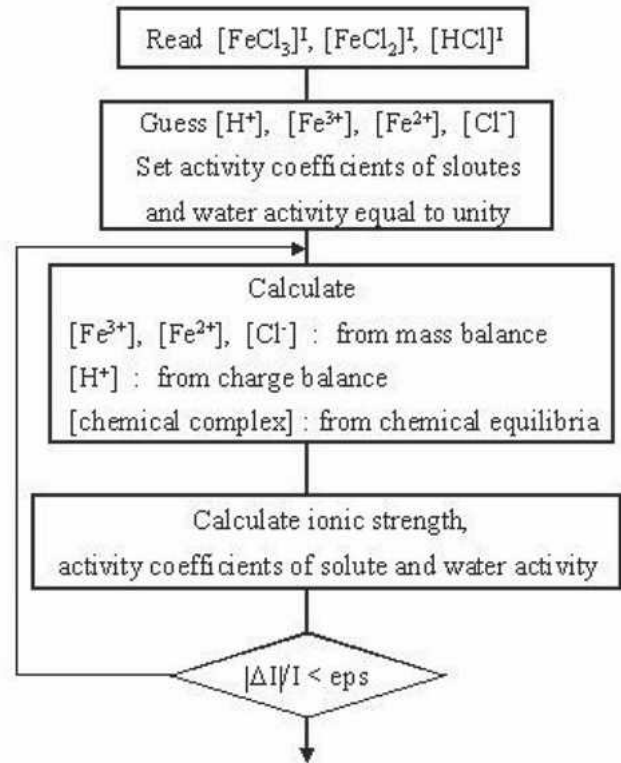 Read [FeCl₃]ᴵ, [FeCl₂]ᴵ, [HCl]ᴵ
Guess [H⁺], [Fe³⁺], [Fe²⁺], [Cl⁻]
Set activity coefficients of sloutes
and water activity equal to unity
Calculate
[Fe³⁺], [Fe²⁺], [Cl⁻] : from mass balance
[H⁺] : from charge balance
[chemical complex] : from chemical equilibria
Calculate ionic strength,
activity coefficients of solute and water activity
|ΔI|/I < eps